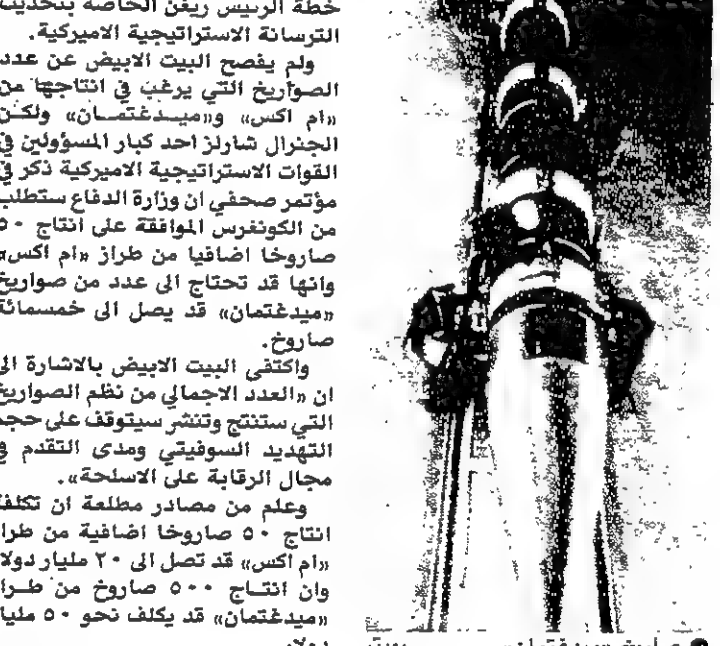 خطة الرئيس ريغن الخاصة بتحديث
الترسانة الاستراتيجية الاميركية.
ولم يفصح البيت الابيض عن عدد
الصواريخ التي يرغب في انتاجها من
«ام اكس» و«ميدغتمان» ولكن
الجنرال شارلز احد كبار المسؤولين في
القوات الاستراتيجية الاميركية ذكر في
مؤتمر صحفي ان وزارة الدفاع ستطلب
من الكونغرس الموافقة على انتاج ٥٠
صاروخا اضافيا من طراز «ام اكس»
وانها قد تحتاج الى عدد من صواريخ
«ميدغتمان» قد يصل الى خمسمائة
صاروخ.
واكتفى البيت الابيض بالاشارة الى
ان «العدد الاجمالي من نظم الصواريخ
التي ستنتج وتنشر سيتوقف على حجم
التهديد السوفيتي ومدى التقدم في
مجال الرقابة على الاسلحة».
وعلم من مصادر مطلعة ان تكلفة
انتاج ٥٠ صاروخا اضافية من طرا
«ام اكس» قد تصل الى ٢٠ مليار دولا
وان انتاج ٥٠٠ صاروخ من طرا
«ميدغتمان» قد يكلف نحو ٥٠ مليا